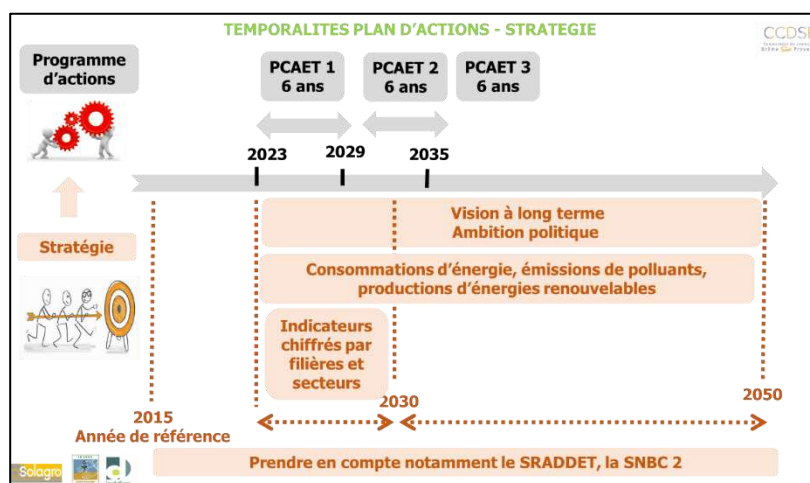 TEMPORALITES PLAN D'ACTIONS - STRATEGIE
CCDSP
Programme
d'actions
PCAET 1
6 ans
PCAET 2
6 ans
PCAET 3
6 ans
2023
2029
2035
Vision à long terme
Ambition politique
Stratégie
Consommations d'énergie, émissions de polluants,
productions d'énergies renouvelables
Indicateurs
chiffrés par
filières et
secteurs
2015
Année de référence
2030
2050
Solagro
Prendre en compte notamment le SRADDET, la SNBC 2